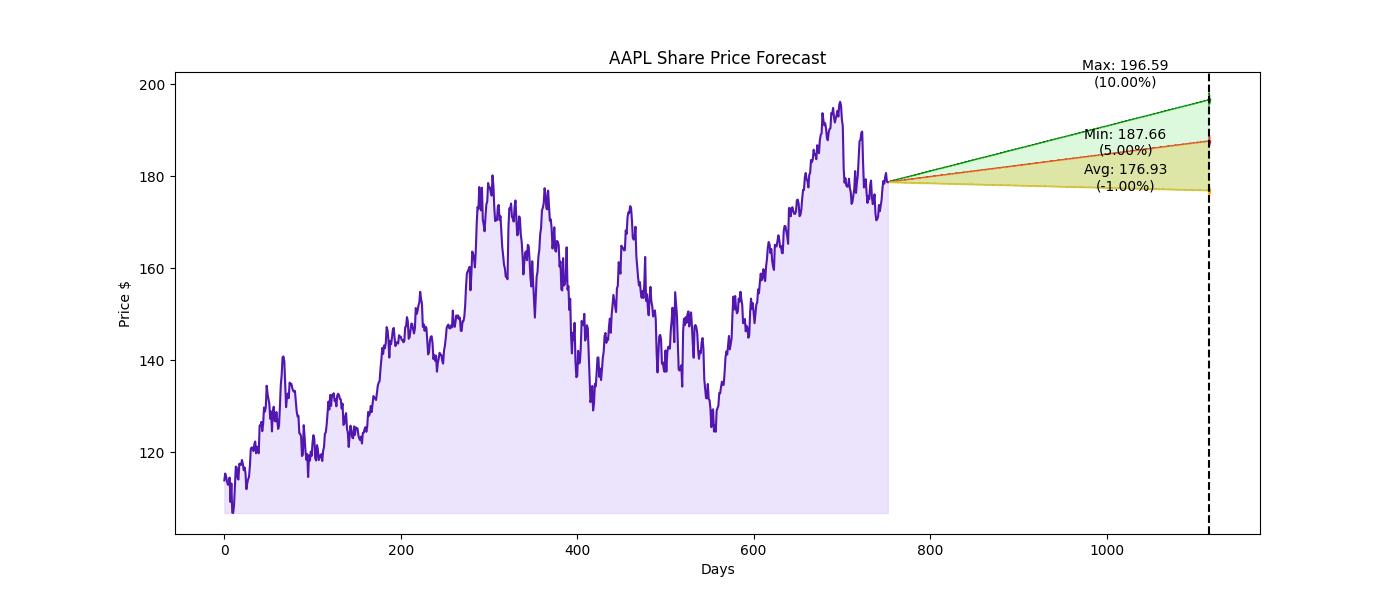 AAPL Share Price Forecast
Max: 196.59
(10.00%)
Min: 187.66
(5.00%)
Avg: 176.93
(-1.00%)
200
180
160
140
120
Price $
0 200 400 600 800 1000
Days